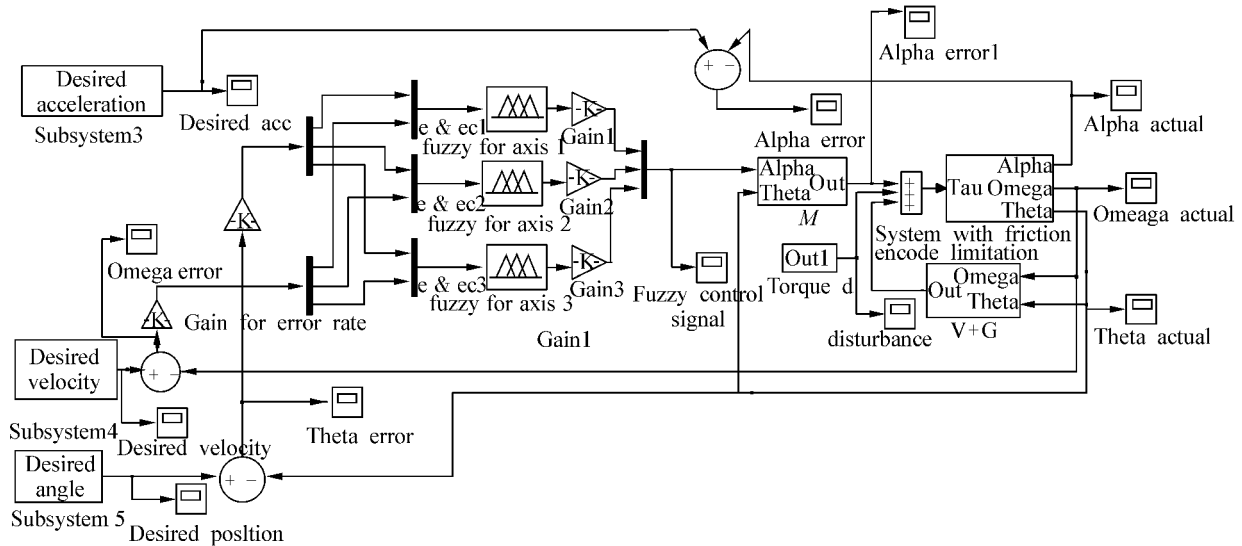 Desired
acceleration
Subsystem3
Desired acc
+ -
Alpha error1
Alpha error
Alpha actual
-K-
Gain1
e & ec1
fuzzy for axis 1
-K-
Gain2
e & ec2
fuzzy for axis 2
-K-
Gain3
e & ec3
fuzzy for axis 3
Gain1
Fuzzy control
signal
Alpha
Theta
Out
M
+
+
+
Tau
Alpha
Omega
Theta
System with friction
encode limitation
Omeaga actual
Out1
Torque d
disturbance
Omega
Theta
Out
V+G
Theta actual
-K-
Omega error
-K-
Gain for error rate
Desired
velocity
+ -
Subsystem4
Desired velocity
Theta error
Desired
angle
+ -
Subsystem 5
Desired posltion